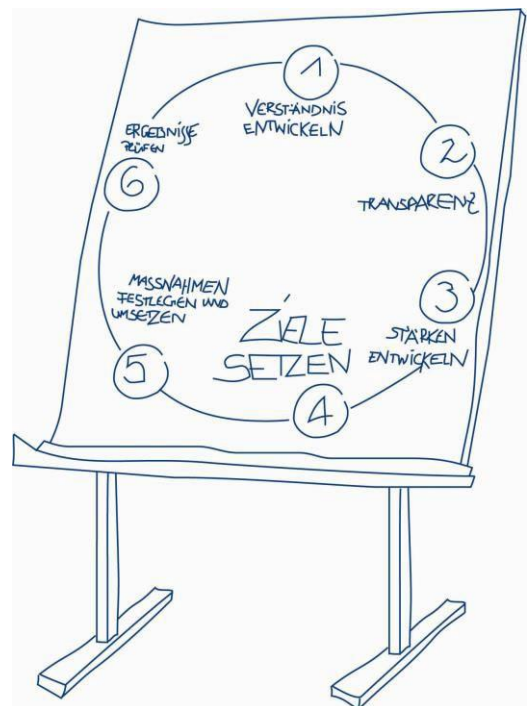 1
VERSTÄNDNIS
ENTWICKELN
2
TRANSPARENZ
3
STÄRKEN
ENTWICKELN
4
ZIELE
SETZEN
5
MASSNAHMEN
FESTLEGEN UND
UMSETZEN
6
ERGEBNISSE
PRÜFEN